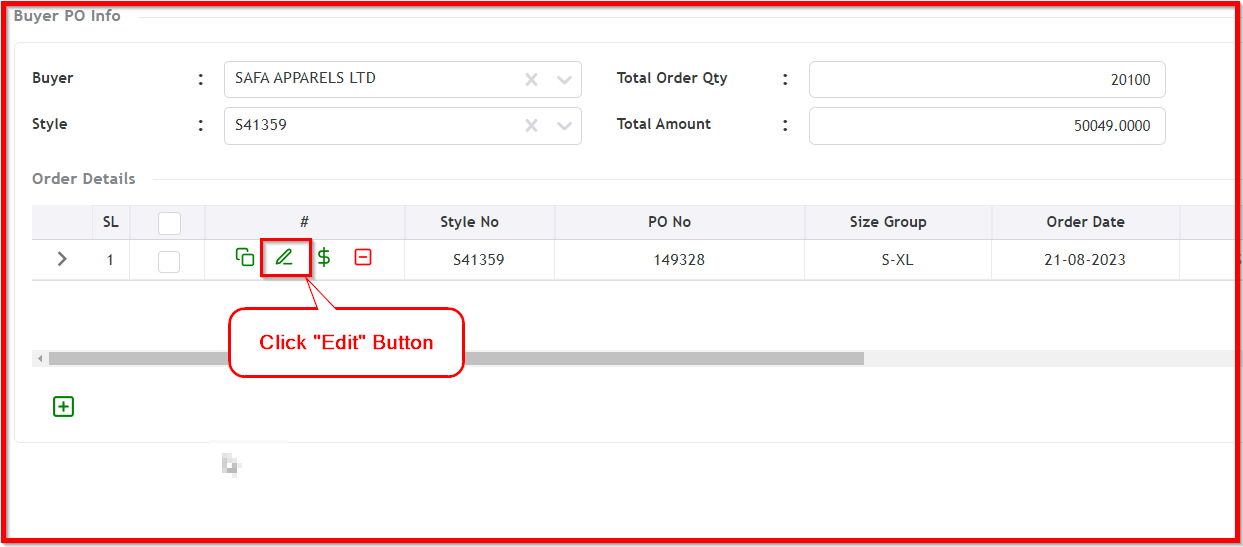 Buyer PO Info
Buyer : SAFA APPARELS LTD Total Order Qty : 20100
Style : S41359 Total Amount : 50049.0000
Order Details
SL # Style No PO No Size Group Order Date
1 $ S41359 149328 S-XL 21-08-2023
Click "Edit" Button